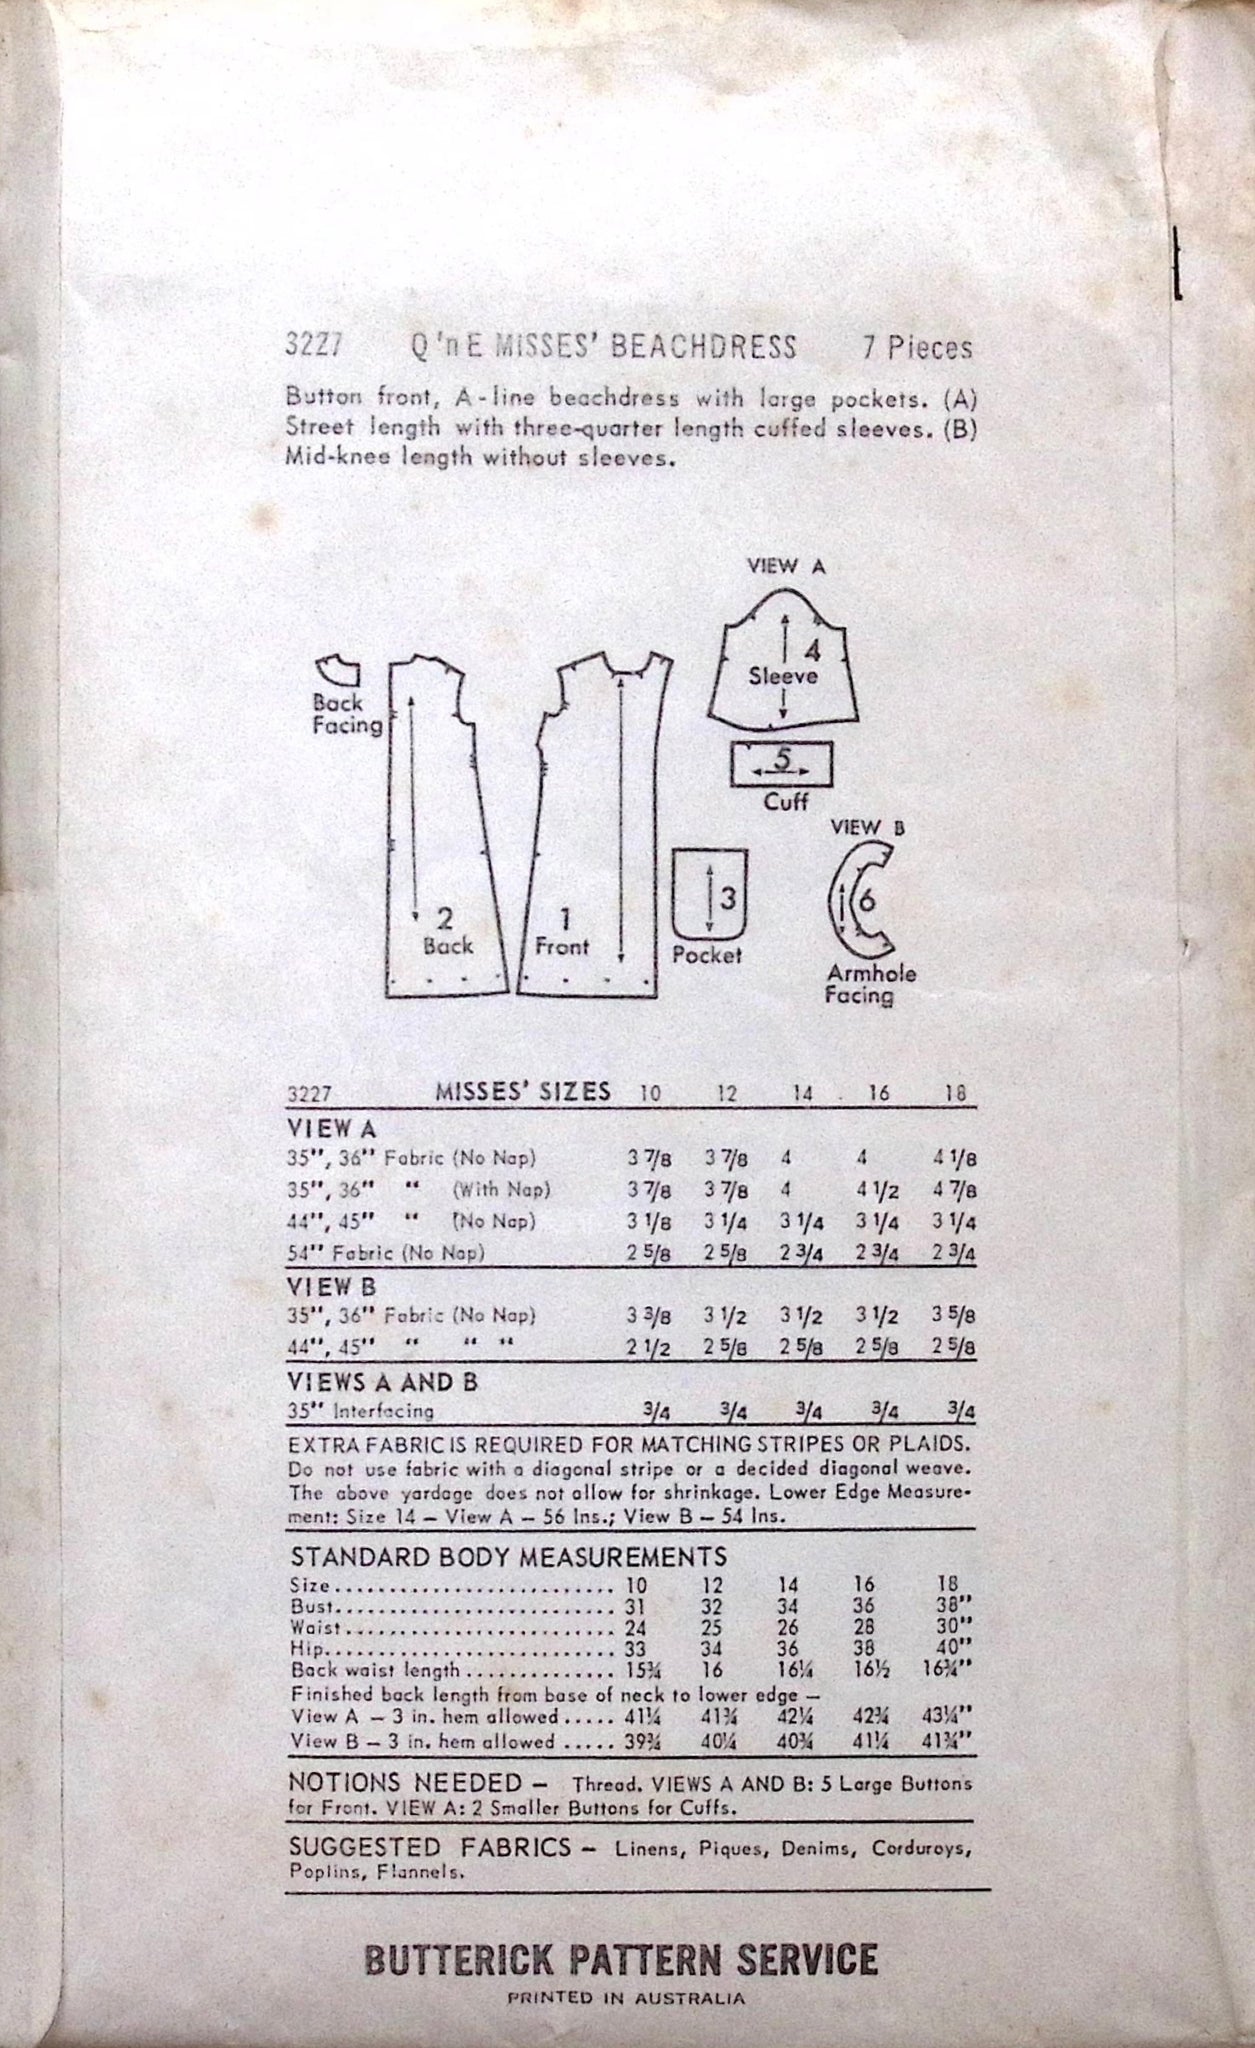 3227 Q'nE MISSES' BEACHDRESS 7 Pieces
Button front, A-line beachdress with large pockets. (A)
Street length with three-quarter length cuffed sleeves. (B)
Mid-knee length without sleeves.
VIEW A
4
Sleeve
Back
Facing
5
Cuff
VIEW B
6
Armhole
Facing
2
Back
1
Front
3
Pocket
3227 MISSES' SIZES 10 12 14 16 18
VIEW A
35", 36" Fabric (No Nap) 3 7/8 3 7/8 4 4 4 1/8
35", 36" " (With Nap) 3 7/8 3 7/8 4 4 1/2 4 7/8
44", 45" " (No Nap) 3 1/8 3 1/4 3 1/4 3 1/4 3 1/4
54" Fabric (No Nap) 2 5/8 2 5/8 2 3/4 2 3/4 2 3/4
VIEW B
35", 36" Fabric (No Nap) 3 3/8 3 1/2 3 1/2 3 1/2 3 5/8
44", 45" " " " 2 1/2 2 5/8 2 5/8 2 5/8 2 5/8
VIEWS A AND B
35" Interfacing 3/4 3/4 3/4 3/4 3/4
EXTRA FABRIC IS REQUIRED FOR MATCHING STRIPES OR PLAIDS.
Do not use fabric with a diagonal stripe or a decided diagonal weave.
The above yardage does not allow for shrinkage. Lower Edge Measure-
ment: Size 14 – View A – 56 Ins.; View B – 54 Ins.
STANDARD BODY MEASUREMENTS
Size.......................... 10 12 14 16 18
Bust.......................... 31 32 34 36 38"
Waist......................... 24 25 26 28 30"
Hip........................... 33 34 36 38 40"
Back waist length .............. 15¾ 16 16¼ 16½ 16¾"
Finished back length from base of neck to lower edge –
View A – 3 in. hem allowed ..... 41¼ 41¾ 42¼ 42¾ 43¼"
View B – 3 in. hem allowed ..... 39¾ 40¼ 40¾ 41¼ 41¾"
NOTIONS NEEDED – Thread. VIEWS A AND B: 5 Large Buttons
for Front. VIEW A: 2 Smaller Buttons for Cuffs.
SUGGESTED FABRICS – Linens, Piques, Denims, Corduroys,
Poplins, Flannels.
BUTTERICK PATTERN SERVICE
PRINTED IN AUSTRALIA